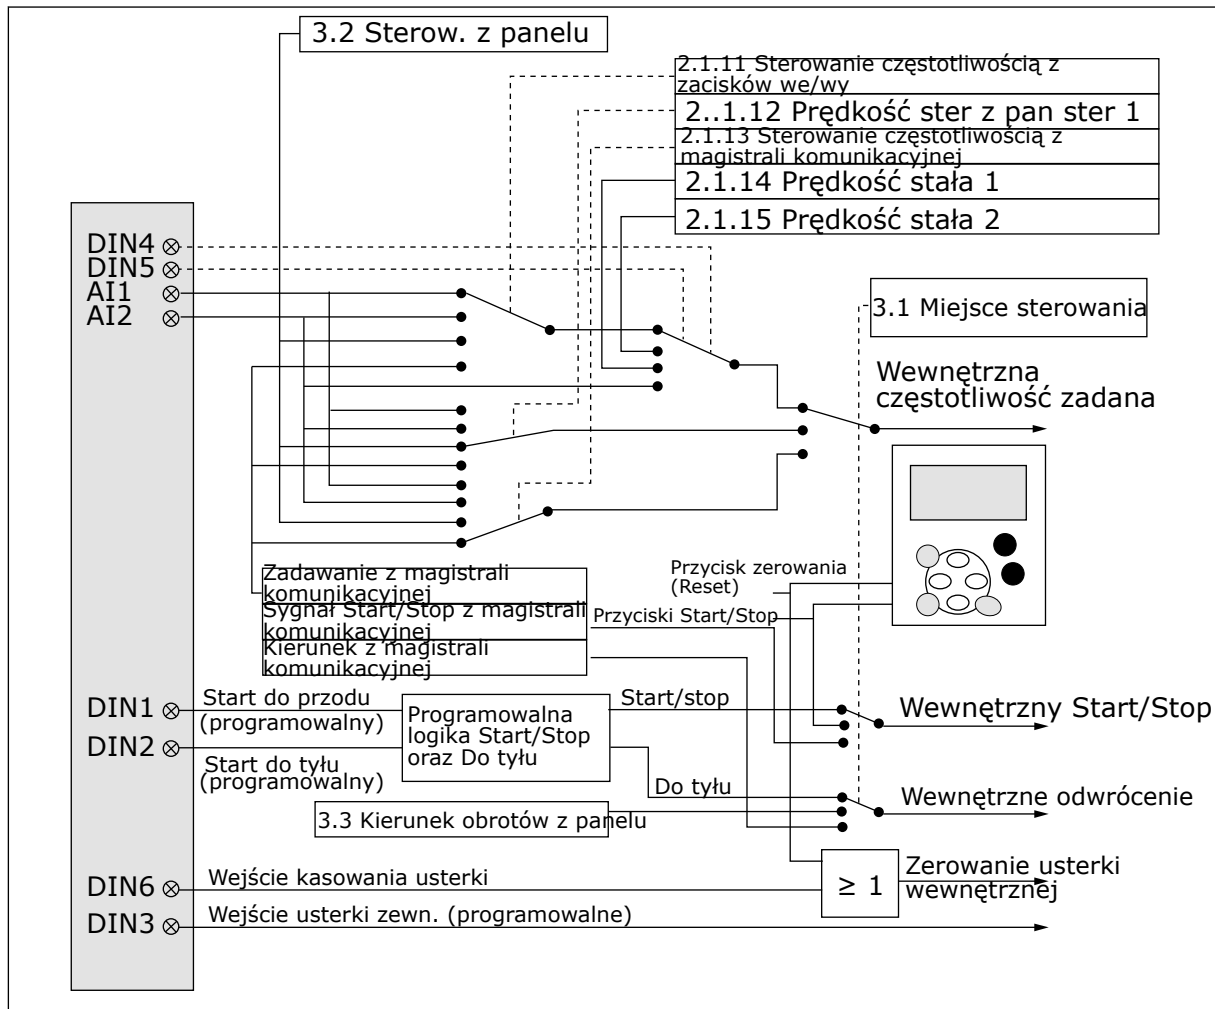 3.2 Sterow. z panelu
2.1.11 Sterowanie częstotliwością z
zacisków we/wy
2..1.12 Prędkość ster z pan ster 1
2.1.13 Sterowanie częstotliwością z
magistrali komunikacyjnej
2.1.14 Prędkość stała 1
2.1.15 Prędkość stała 2
DIN4
DIN5
AI1
AI2
3.1 Miejsce sterowania
Wewnętrzna
częstotliwość zadana
Zadawanie z magistrali
komunikacyjnej
Sygnał Start/Stop z magistrali
komunikacyjnej
Kierunek z magistrali
komunikacyjnej
Przycisk zerowania
(Reset)
Przyciski Start/Stop
DIN1
Start do przodu
(programowalny)
DIN2
Start do tyłu
(programowalny)
Programowalna
logika Start/Stop
oraz Do tyłu
Start/stop
Do tyłu
Wewnętrzny Start/Stop
3.3 Kierunek obrotów z panelu
Wewnętrzne odwrócenie
DIN6
Wejście kasowania usterki
≥ 1
Zerowanie usterki
wewnętrznej
DIN3
Wejście usterki zewn. (programowalne)